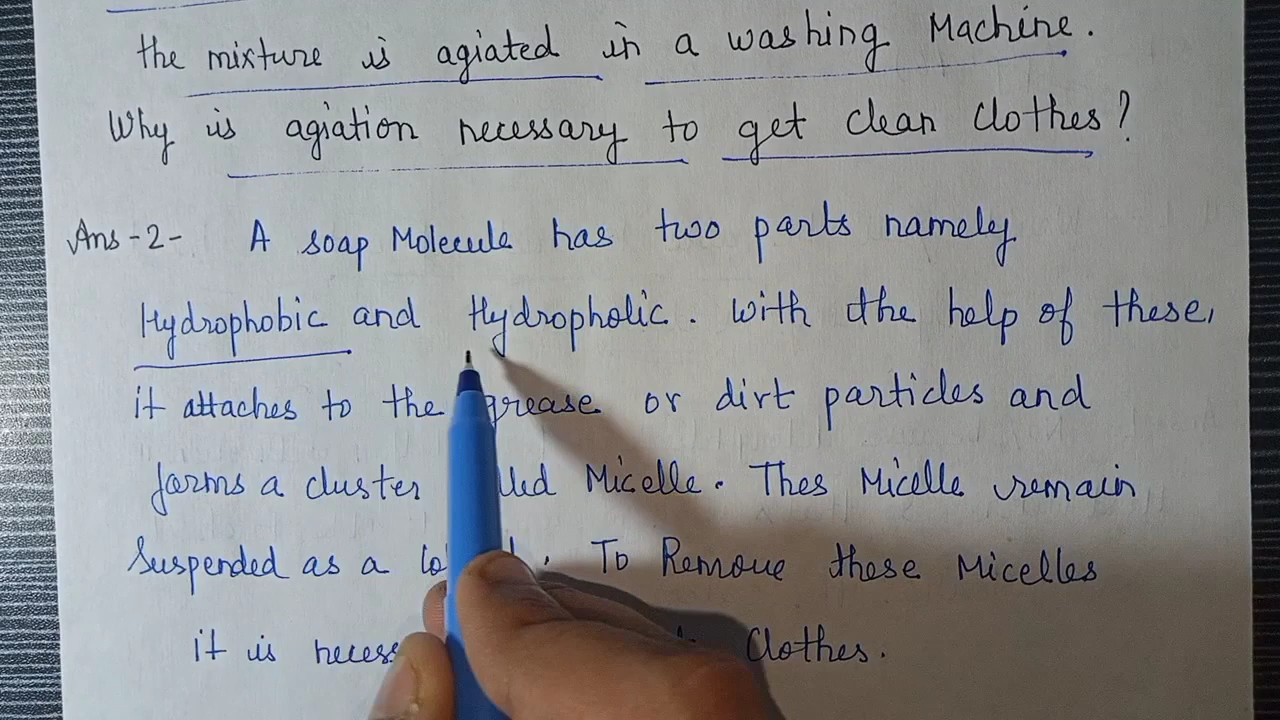 the mixture is agiated in a washing Machine.
Why is agiation necessary to get clean Clothes?
Ans-2- A soap Molecule has two parts namely
Hydrophobic and Hydropholic. With the help of these,
it attaches to the grease or dirt particles and
forms a cluster Micelle. Thes Micelle remain
Suspended as a To Remove these Micelles
it is Clothes.